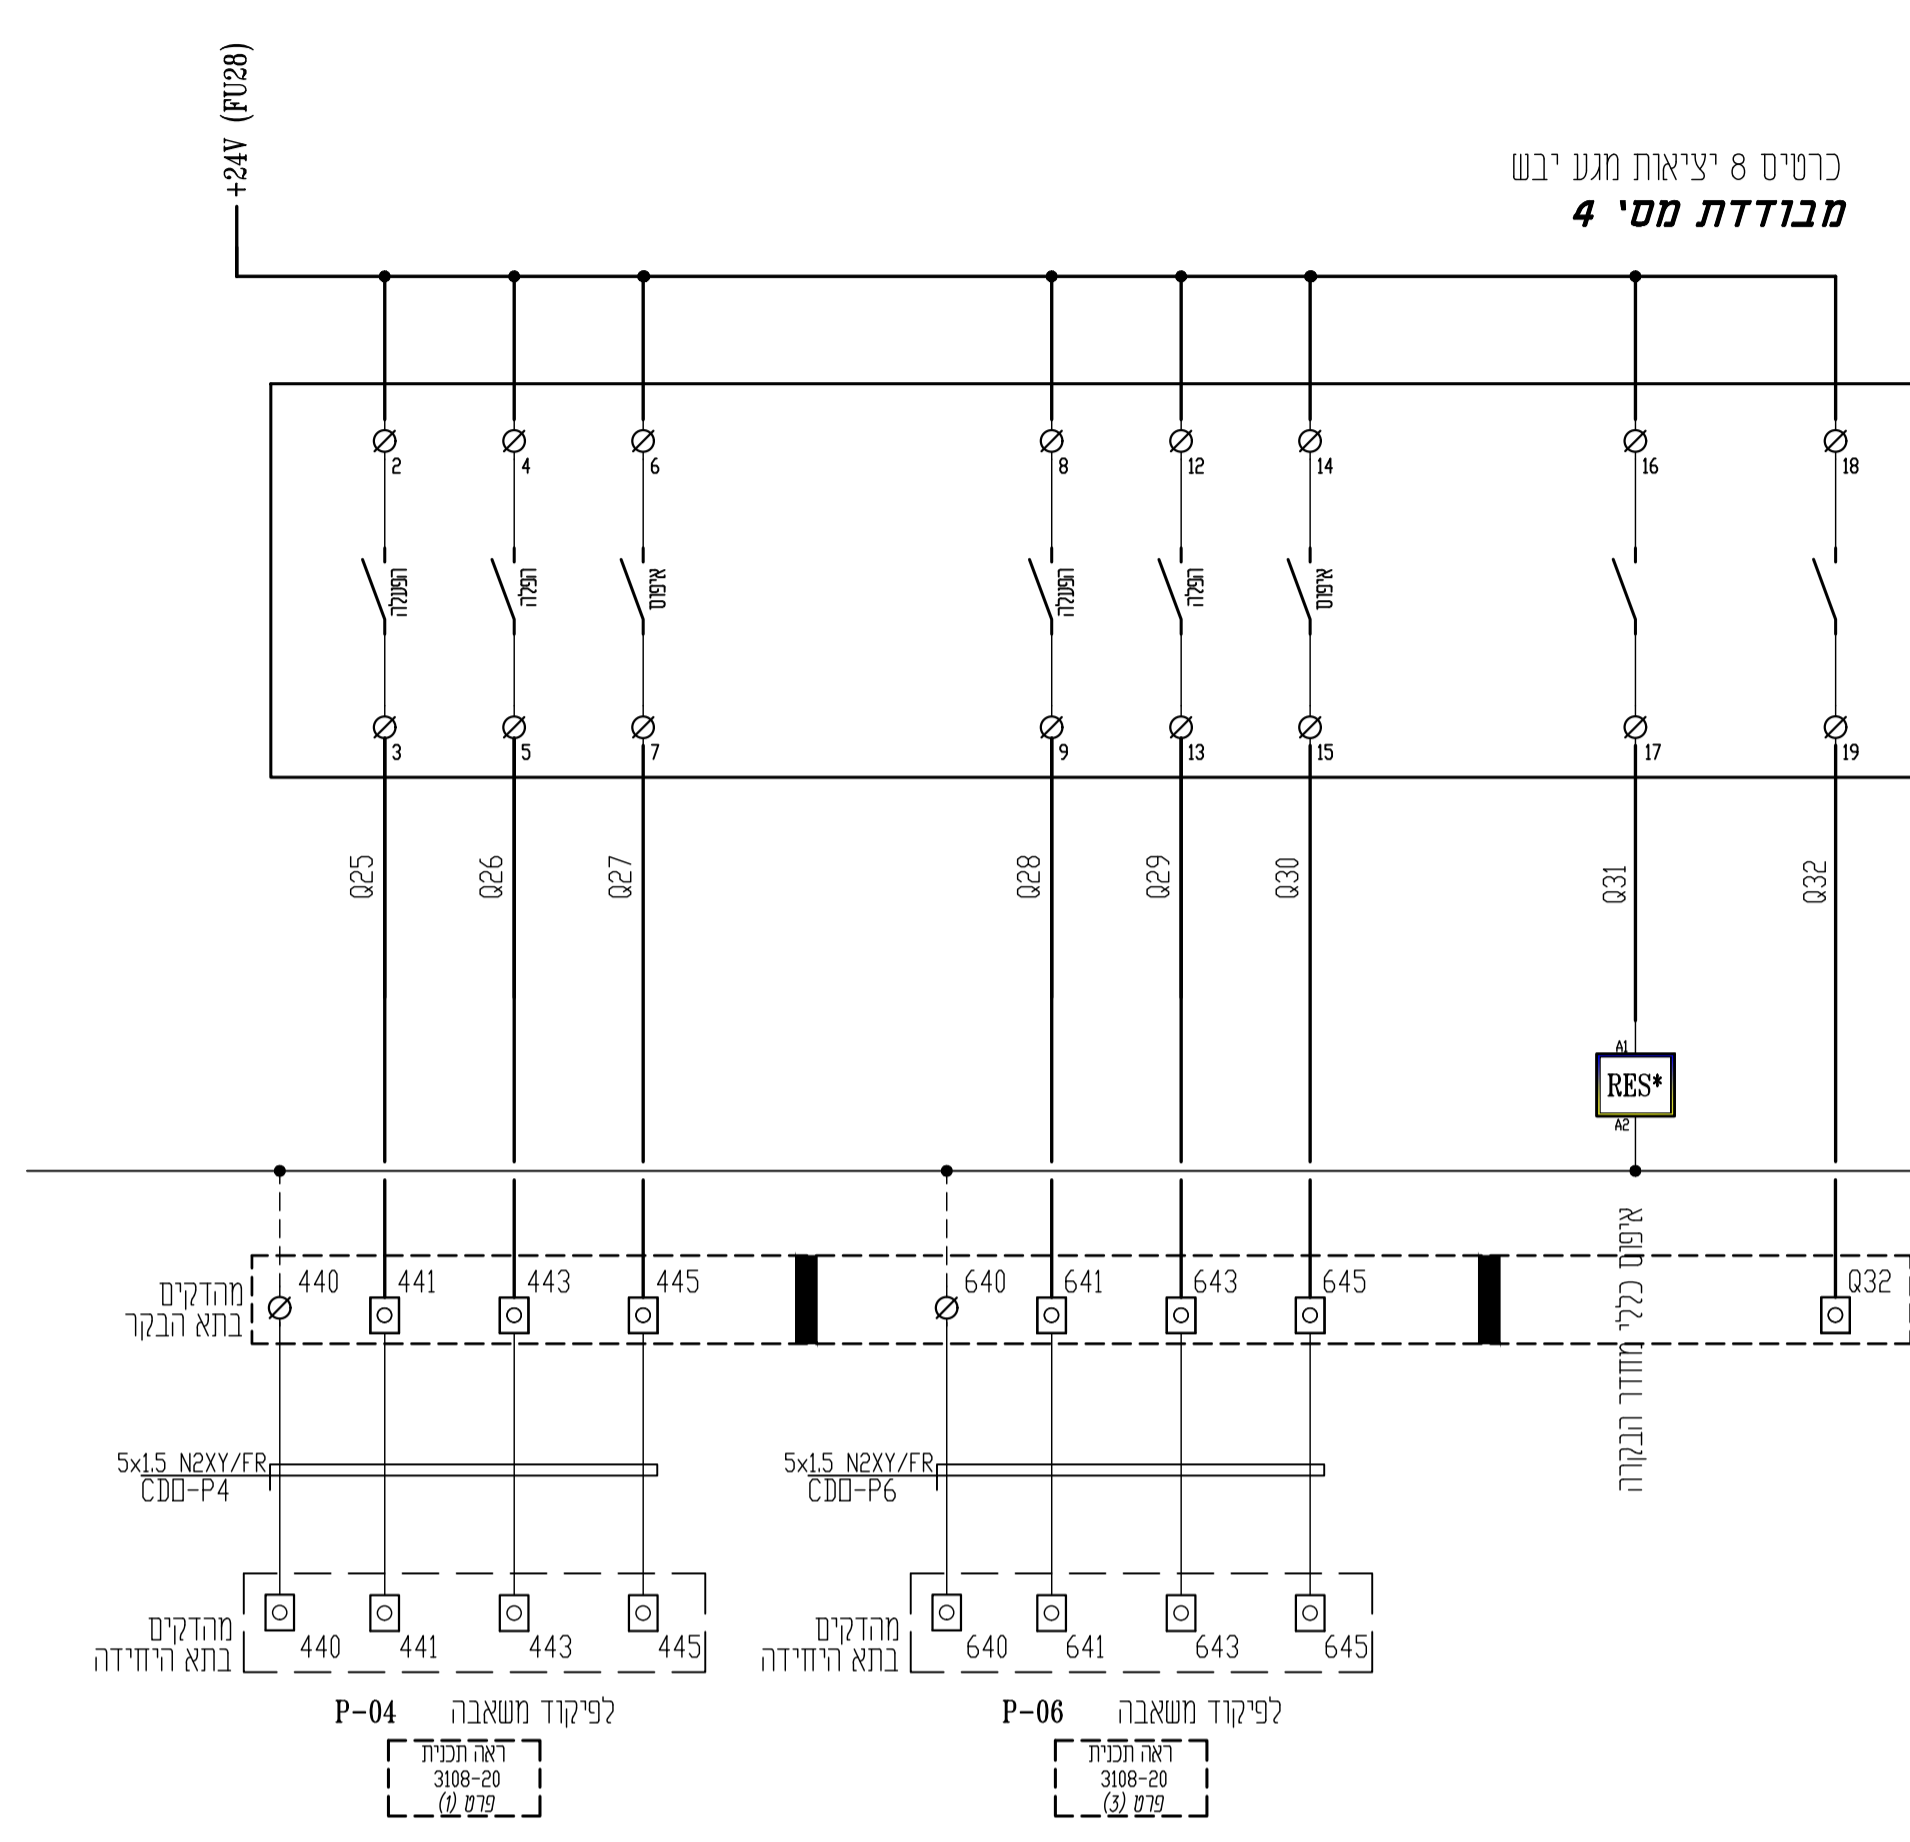 +24V (FU28)
כרטיס 8 יציאות מגע יבש
מבודדת מס' 4
2
4
6
8
12
14
16
18
הפעלה
הפלה
איפוס
הפעלה
הפלה
איפוס
3
5
7
9
13
15
17
19
Q25
Q26
Q27
Q28
Q29
Q30
Q31
Q32
A1
RES*
A2
איפוס כללי מחדר הבקרה
מהדקים
בתא הבקר
440
441
443
445
640
641
643
645
Q32
5x1.5 N2XY/FR
CDO-P4
5x1.5 N2XY/FR
CDO-P6
מהדקים
בתא היחידה
440
441
443
445
מהדקים
בתא היחידה
640
641
643
645
לפיקוד משאבה P-04
לפיקוד משאבה P-06
ראה תכנית
3108-20
פרט (1)
ראה תכנית
3108-20
פרט (3)